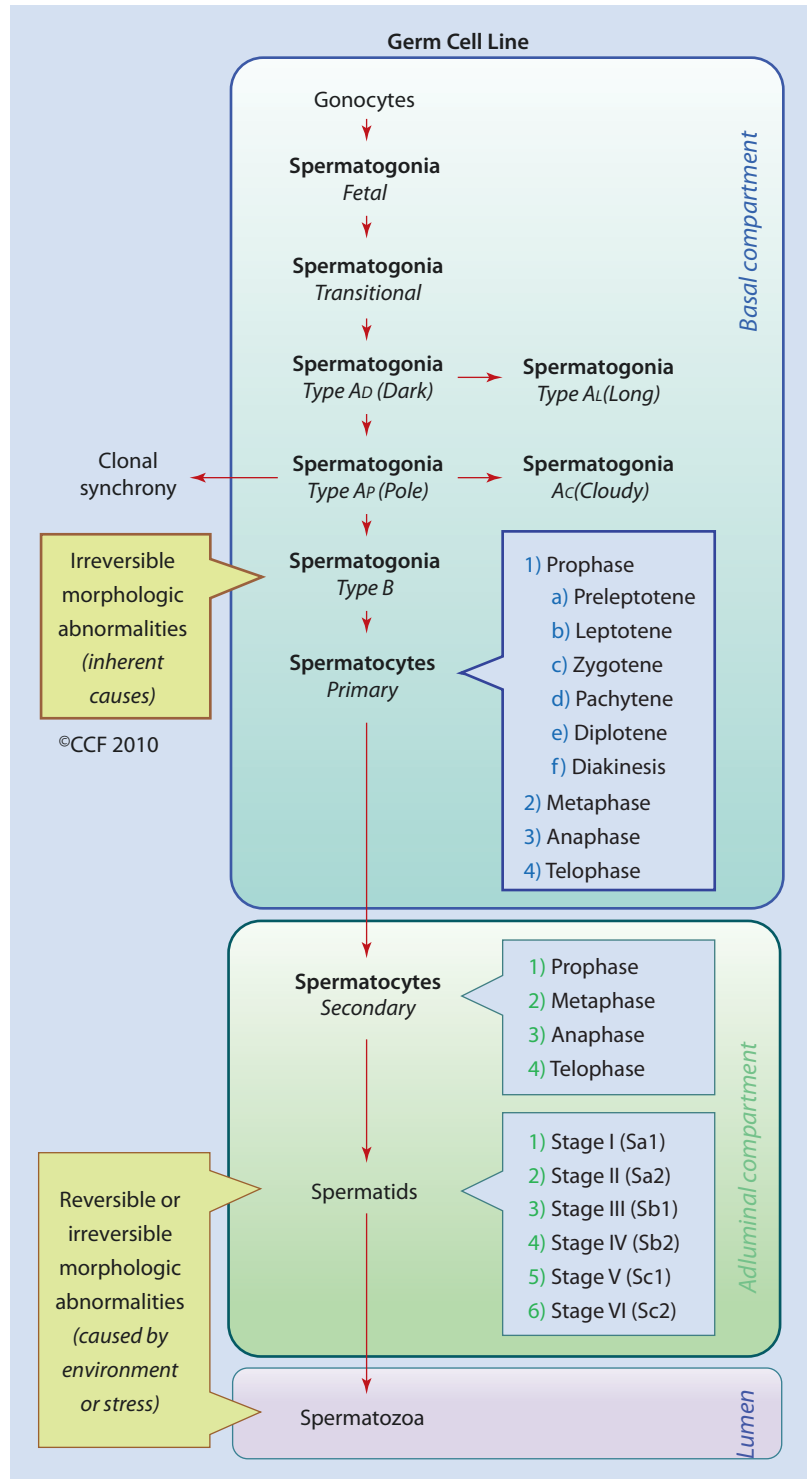 Germ Cell Line
Gonocytes
Spermatogonia
Fetal
Spermatogonia
Transitional
Spermatogonia
Type AD (Dark)
Spermatogonia
Type AL(Long)
Clonal
synchrony
Spermatogonia
Type AP (Pole)
Spermatogonia
AC(Cloudy)
Irreversible
morphologic
abnormalities
(inherent
causes)
Spermatogonia
Type B
Spermatocytes
Primary
1) Prophase
a) Preleptotene
b) Leptotene
c) Zygotene
d) Pachytene
e) Diplotene
f) Diakinesis
2) Metaphase
3) Anaphase
4) Telophase
Basal compartment
©CCF 2010
Spermatocytes
Secondary
1) Prophase
2) Metaphase
3) Anaphase
4) Telophase
Spermatids
1) Stage I (Sa1)
2) Stage II (Sa2)
3) Stage III (Sb1)
4) Stage IV (Sb2)
5) Stage V (Sc1)
6) Stage VI (Sc2)
Adluminal compartment
Reversible or
irreversible
morphologic
abnormalities
(caused by
environment
or stress)
Spermatozoa
Lumen